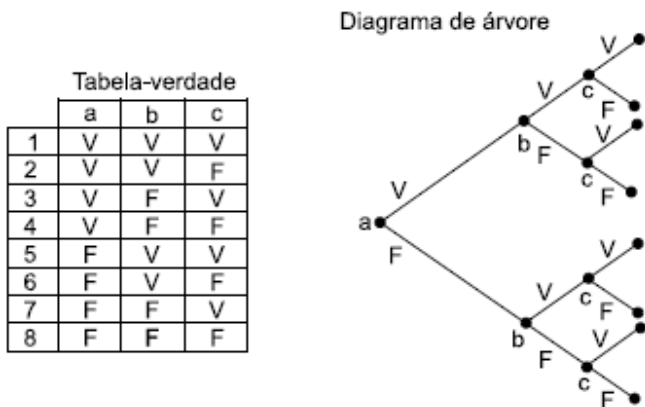 Diagrama de árvore
Tabela-verdade
a b c
1 V V V
2 V V F
3 V F V
4 V F F
5 F V V
6 F V F
7 F F V
8 F F F
V
c
V
F
b
V
F
c
V
F
a
F
V
V
c
F
b
V
F
c
F